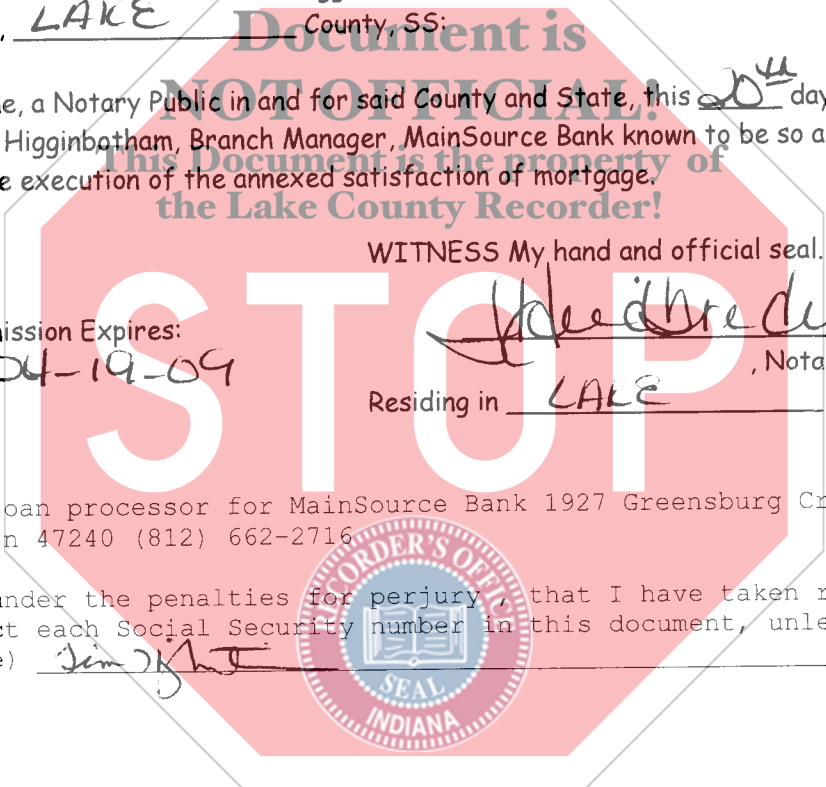 , LAKE County, SS:
Document is
NOT OFFICIAL!
e, a Notary Public in and for said County and State, this 20th day
Higginbotham, Branch Manager, MainSource Bank known to be so a
This Document is the property of
e execution of the annexed satisfaction of mortgage.
the Lake County Recorder!
WITNESS My hand and official seal.
STOP
ission Expires:
04-19-09
, Nota
Residing in LAKE
oan processor for MainSource Bank 1927 Greensburg Cr
n 47240 (812) 662-2716
nder the penalties for perjury , that I have taken r
ct each Social Security number in this document, unle
e)
RECORDER'S OFFIC
SEAL
INDIANA